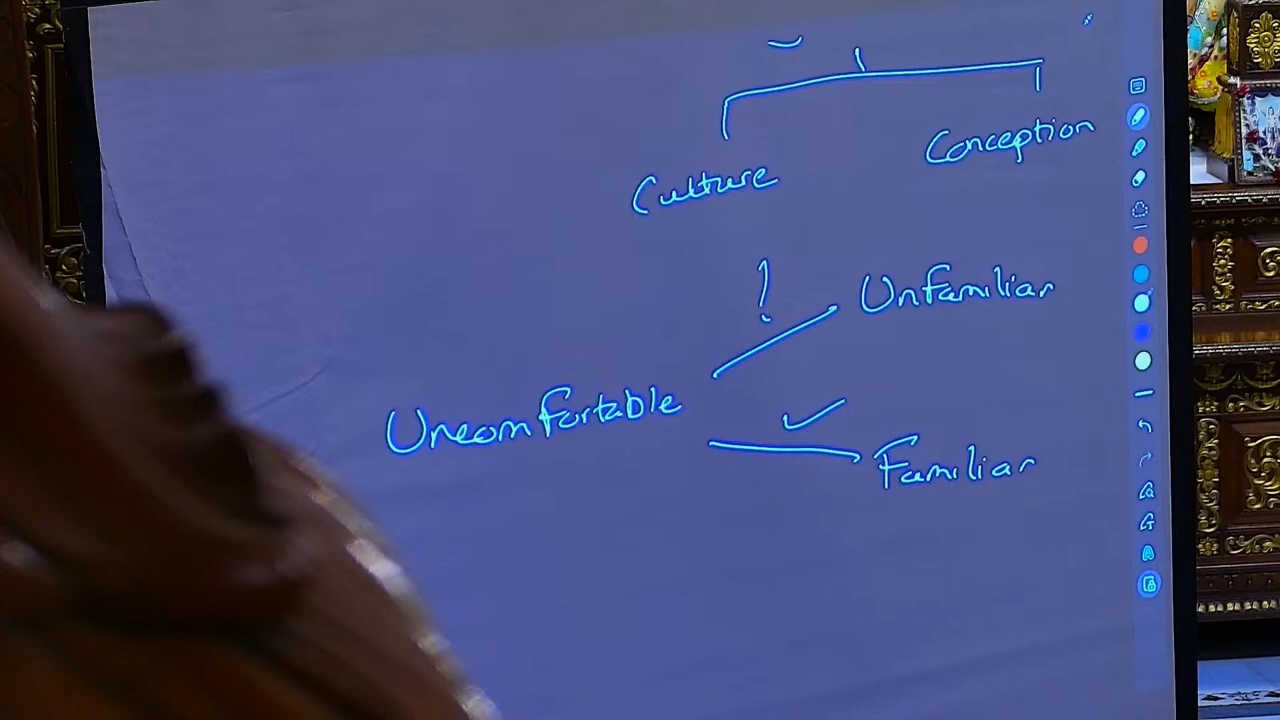 Culture
Conception
? Unfamiliar
Uncomfortable
✓ Familiar